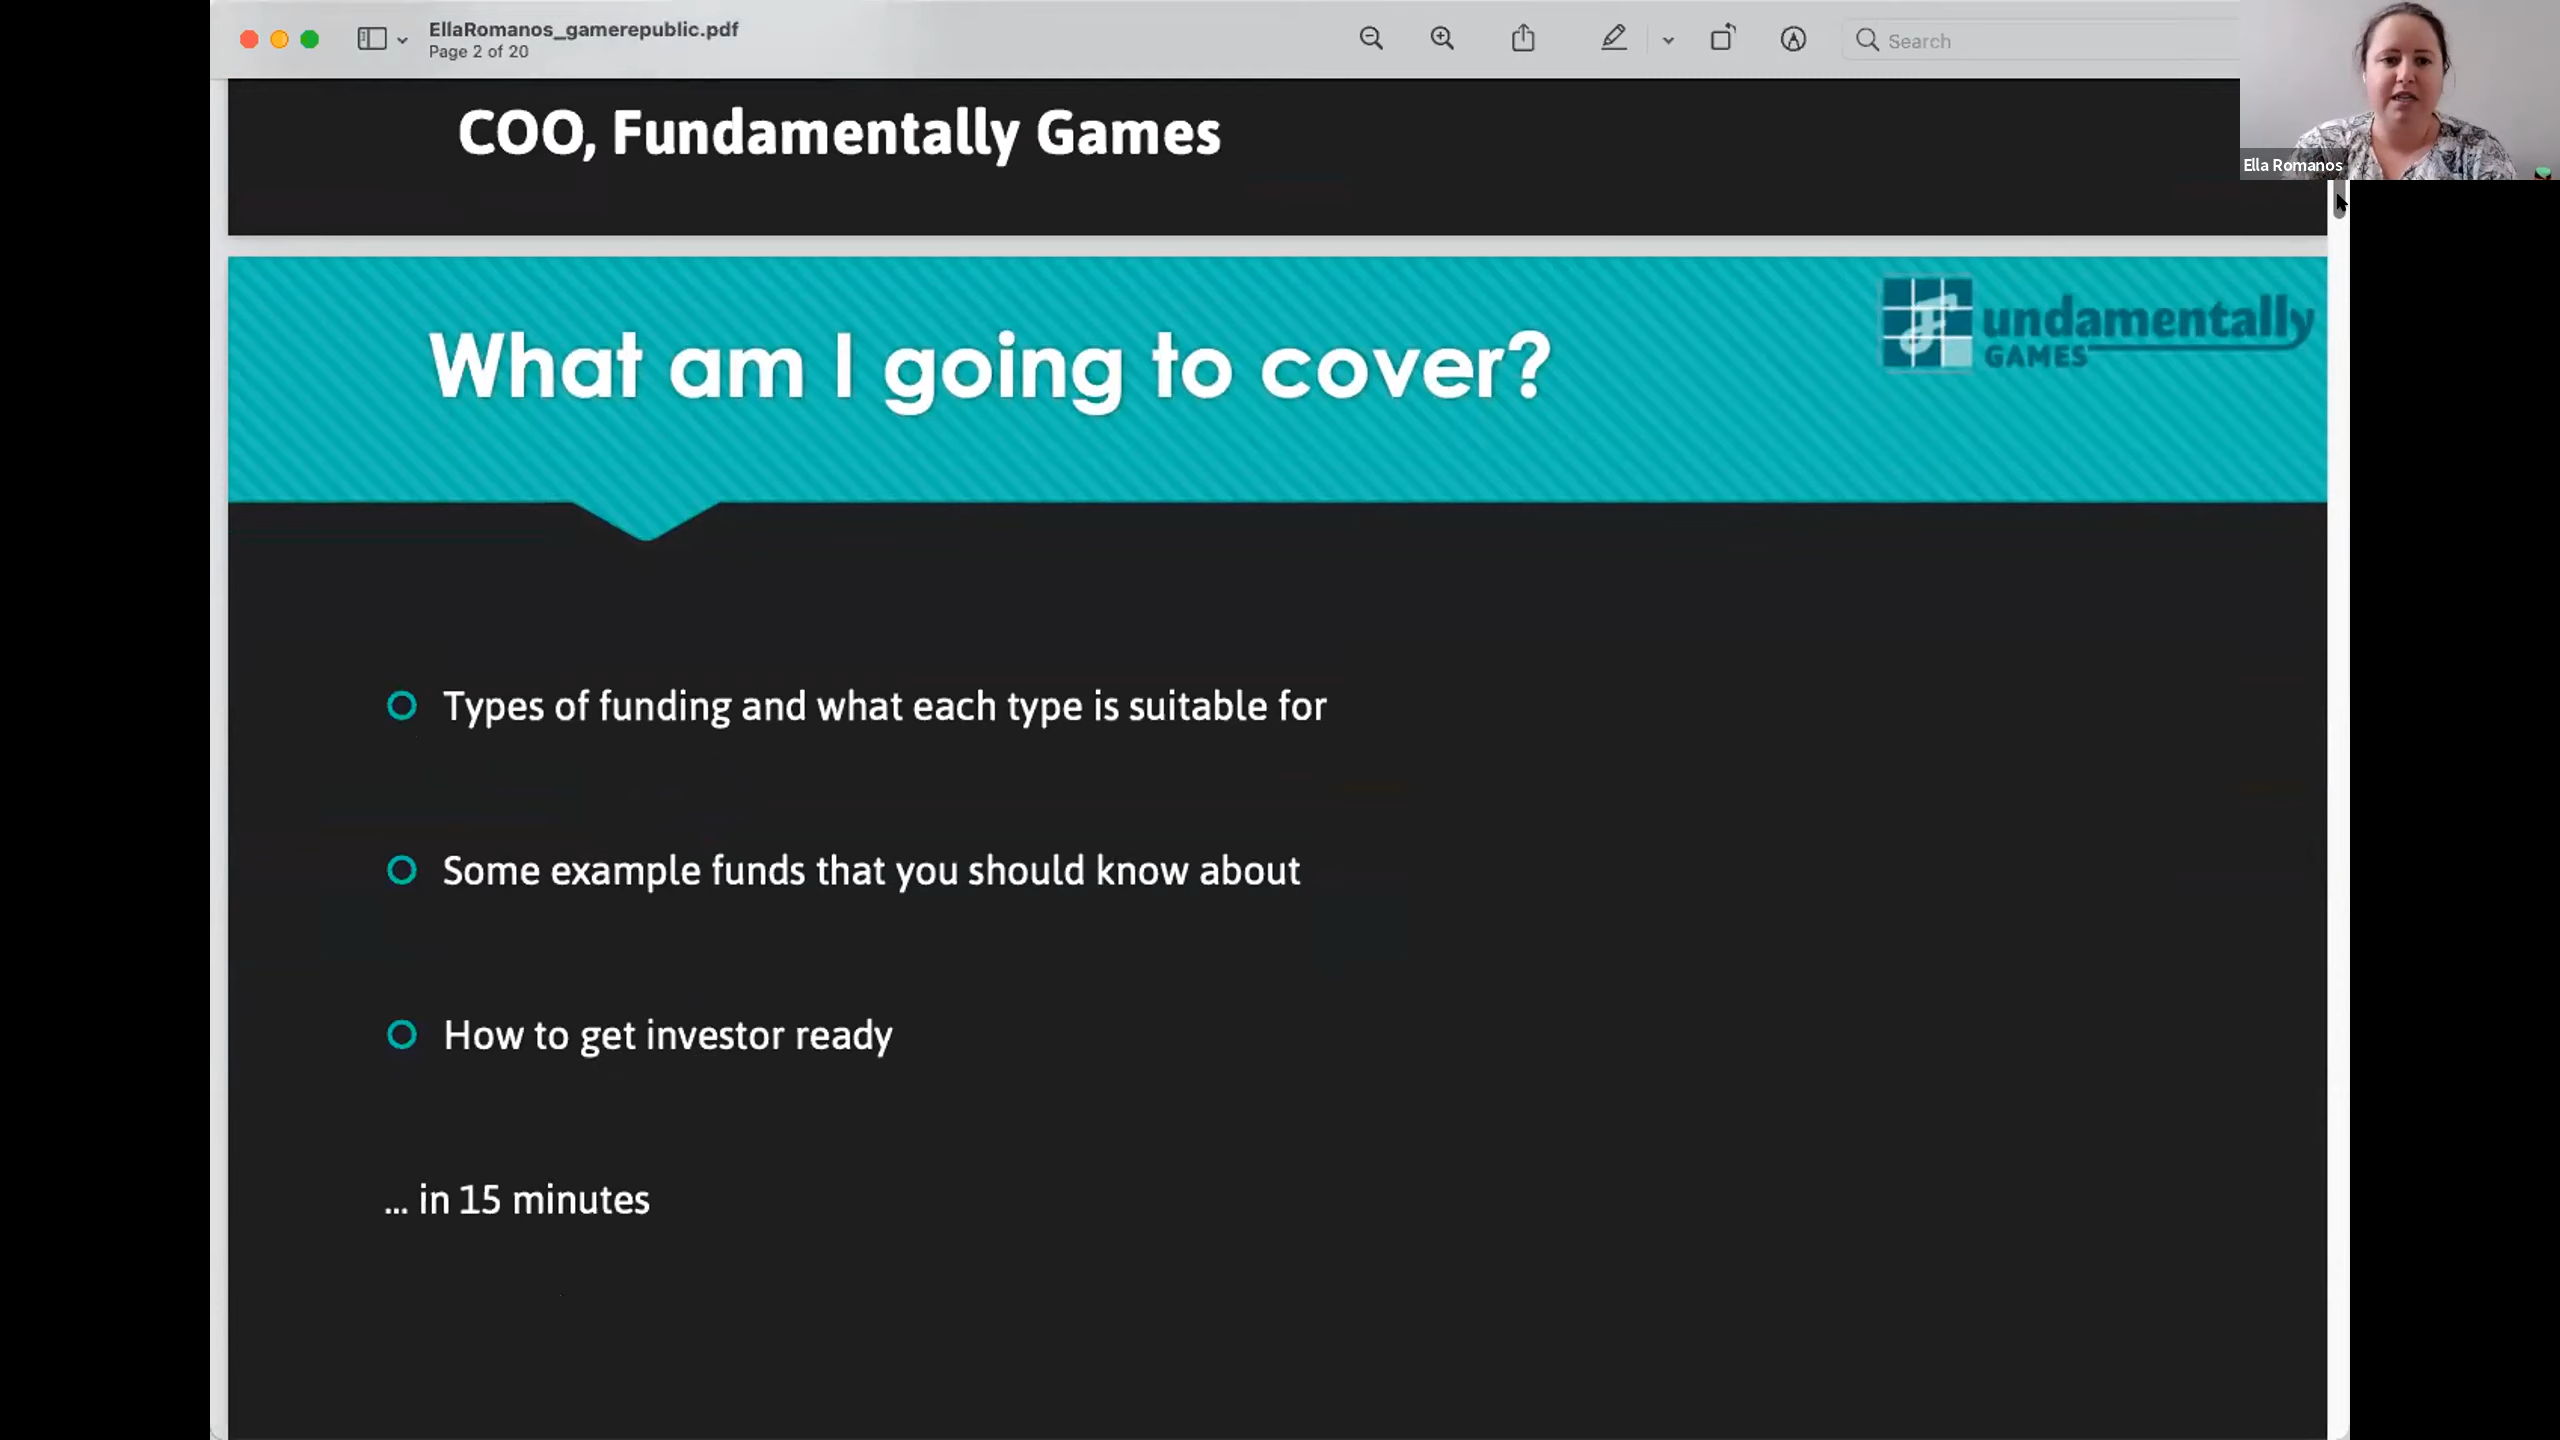 EllaRomanos_gamerepublic.pdf
Page 2 of 20
Search
Ella Romanos
COO, Fundamentally Games
What am I going to cover?
Fundamentally
GAMES
Types of funding and what each type is suitable for
Some example funds that you should know about
How to get investor ready
... in 15 minutes